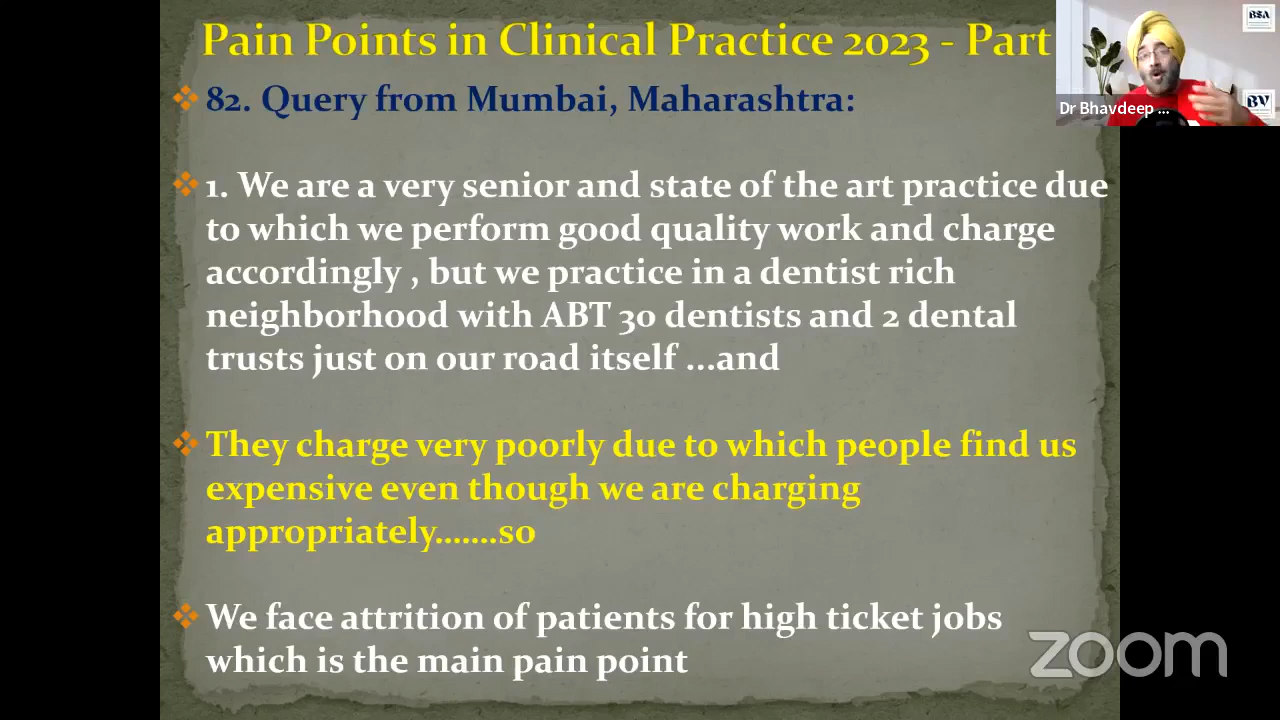 Pain Points in Clinical Practice 2023 - Part
82. Query from Mumbai, Maharashtra:
1. We are a very senior and state of the art practice due
to which we perform good quality work and charge
accordingly , but we practice in a dentist rich
neighborhood with ABT 30 dentists and 2 dental
trusts just on our road itself ...and
They charge very poorly due to which people find us
expensive even though we are charging
appropriately.......so
We face attrition of patients for high ticket jobs
which is the main pain point
Dr Bhavdeep ...
BSA
BV
zoom